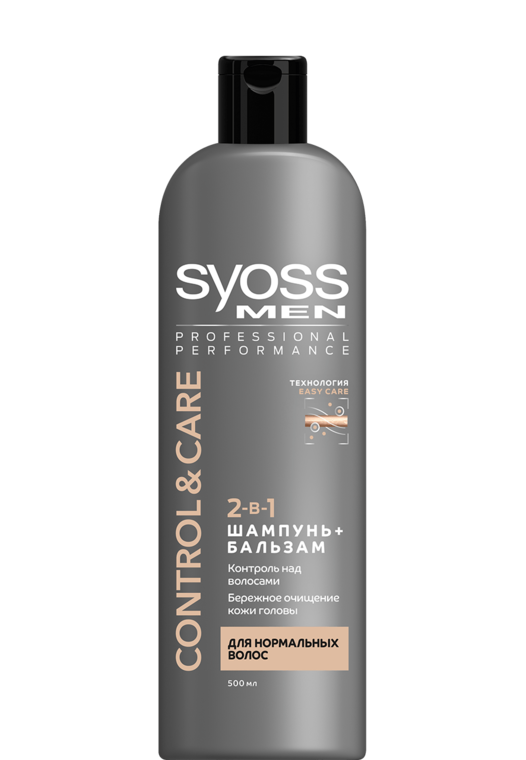 SYOSS
MEN
PROFESSIONAL
PERFORMANCE
ТЕХНОЛОГИЯ
EASY CARE
CONTROL & CARE
2-в-1
ШАМПУНЬ+
БАЛЬЗАМ
Контроль над
волосами
Бережное очищение
кожи головы
ДЛЯ НОРМАЛЬНЫХ
ВОЛОС
500 мл